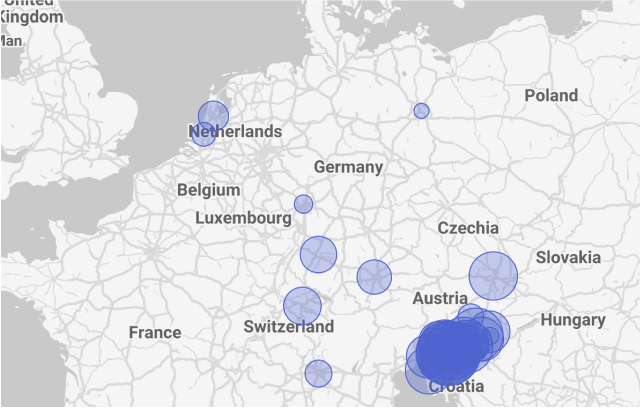 United
Kingdom
Man
Poland
Netherlands
Germany
Belgium
Luxembourg
Czechia
Slovakia
Austria
Hungary
Switzerland
France
Croatia